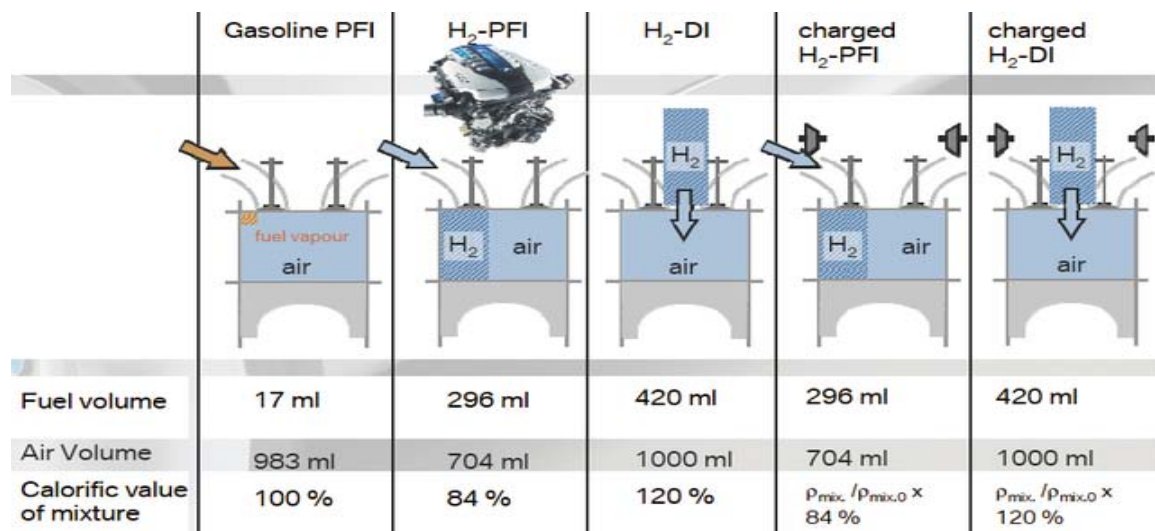 Gasoline PFI
H₂-PFI
H₂-DI
charged
H₂-PFI
charged
H₂-DI
fuel vapour
air
H₂
air
H₂
air
H₂
air
H₂
air
Fuel volume
17 ml
296 ml
420 ml
296 ml
420 ml
Air Volume
983 ml
704 ml
1000 ml
704 ml
1000 ml
Calorific value
of mixture
100 %
84 %
120 %
ρmix. /ρmix,0 x
84 %
ρmix. /ρmix,0 x
120 %